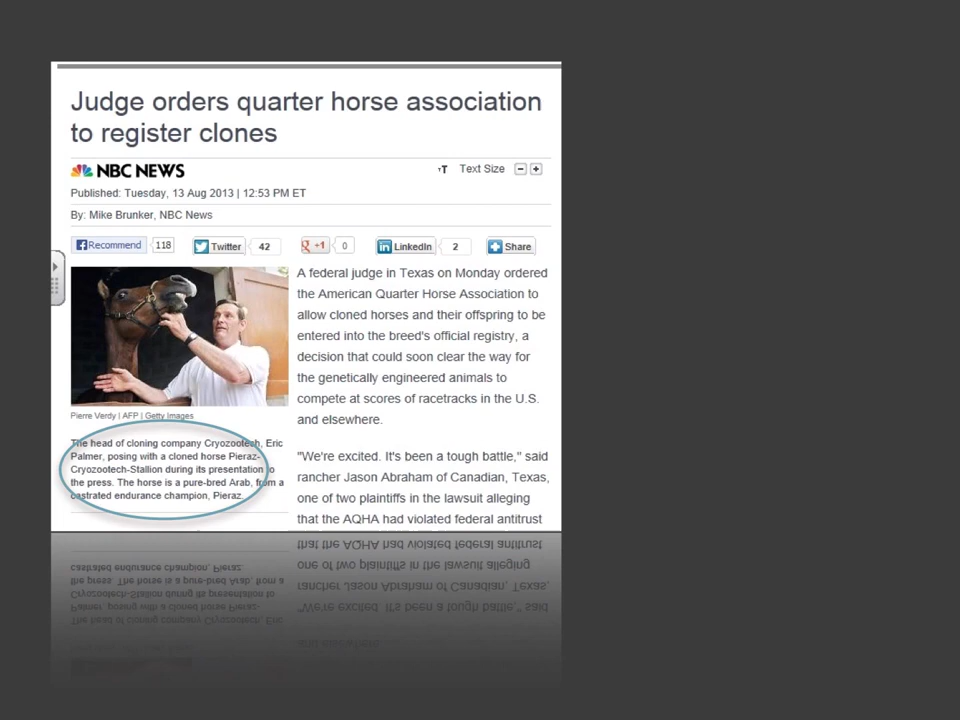 Judge orders quarter horse association
to register clones
NBC NEWS
тT Text Size
Published: Tuesday, 13 Aug 2013 | 12:53 PM ET
By: Mike Brunker, NBC News
Recommend 118 Twitter 42 +1 0 LinkedIn 2 Share
Pierre Verdy | AFP | Getty Images
The head of cloning company Cryozootech, Eric
Palmer, posing with a cloned horse Pieraz-
Cryozootech-Stallion during its presentation to
the press. The horse is a pure-bred Arab, from a
castrated endurance champion, Pieraz.
A federal judge in Texas on Monday ordered
the American Quarter Horse Association to
allow cloned horses and their offspring to be
entered into the breed's official registry, a
decision that could soon clear the way for
the genetically engineered animals to
compete at scores of racetracks in the U.S.
and elsewhere.
"We're excited. It's been a tough battle," said
rancher Jason Abraham of Canadian, Texas,
one of two plaintiffs in the lawsuit alleging
that the AQHA had violated federal antitrust